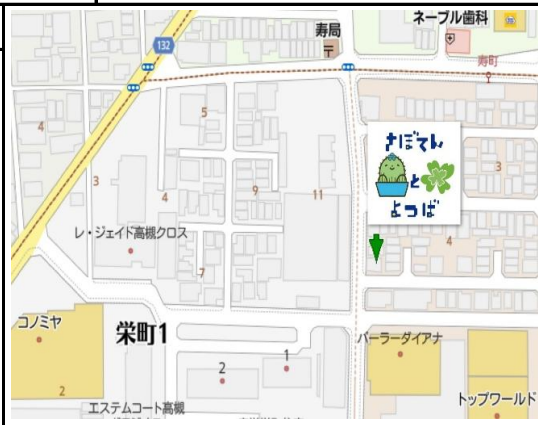 ネーブル歯科
寿局
132
寿町
4
5
さぼてん
と
よつば
3
3
4
9
11
4
レ・ジェイド高槻クロス
7
コノミヤ
栄町1
2
1
パーラーダイアナ
2
トップワールド
エステムコート高槻